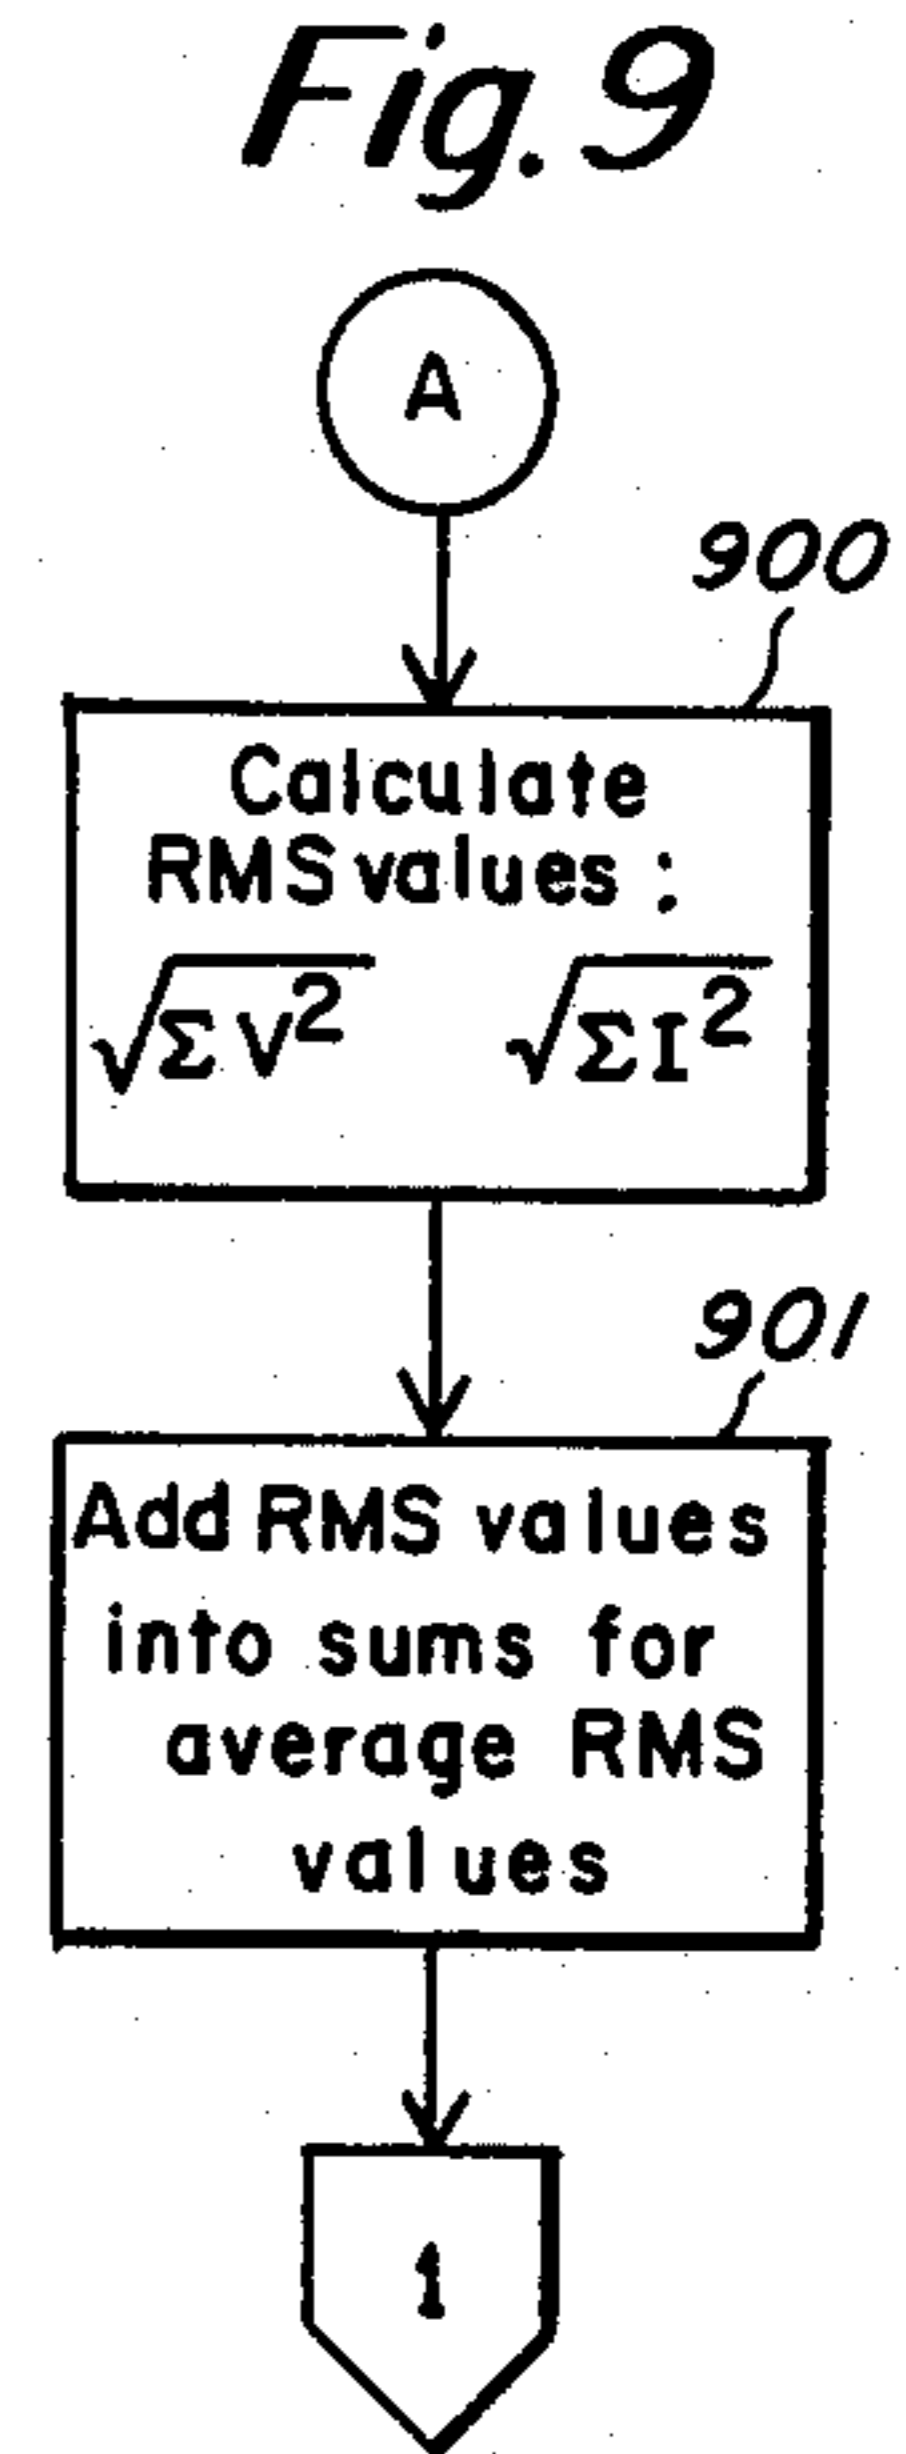 Fig. 9
A
900
Calculate
RMS values :
√ΣV² √ΣI²
901
Add RMS values
into sums for
average RMS
values
1